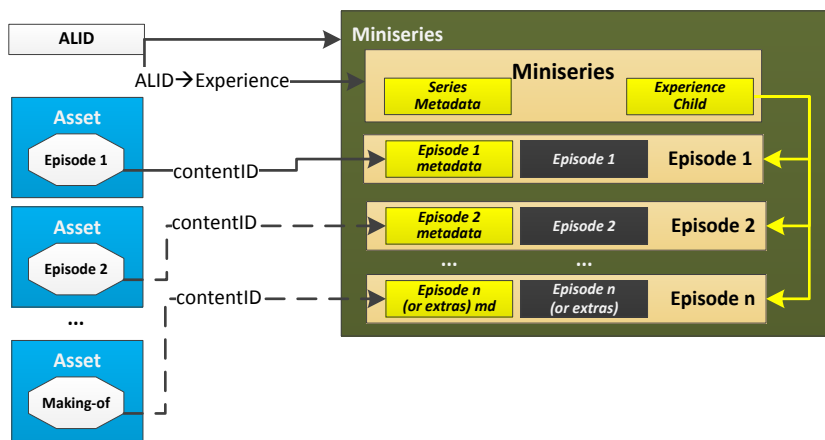 ALID
ALID→Experience
Asset
Episode 1
contentID
Asset
Episode 2
contentID
...
contentID
Asset
Making-of
Miniseries
Miniseries
Series
Metadata
Experience
Child
Episode 1
metadata
Episode 1
Episode 1
Episode 2
metadata
Episode 2
Episode 2
...
...
Episode n
(or extras) md
Episode n
(or extras)
Episode n